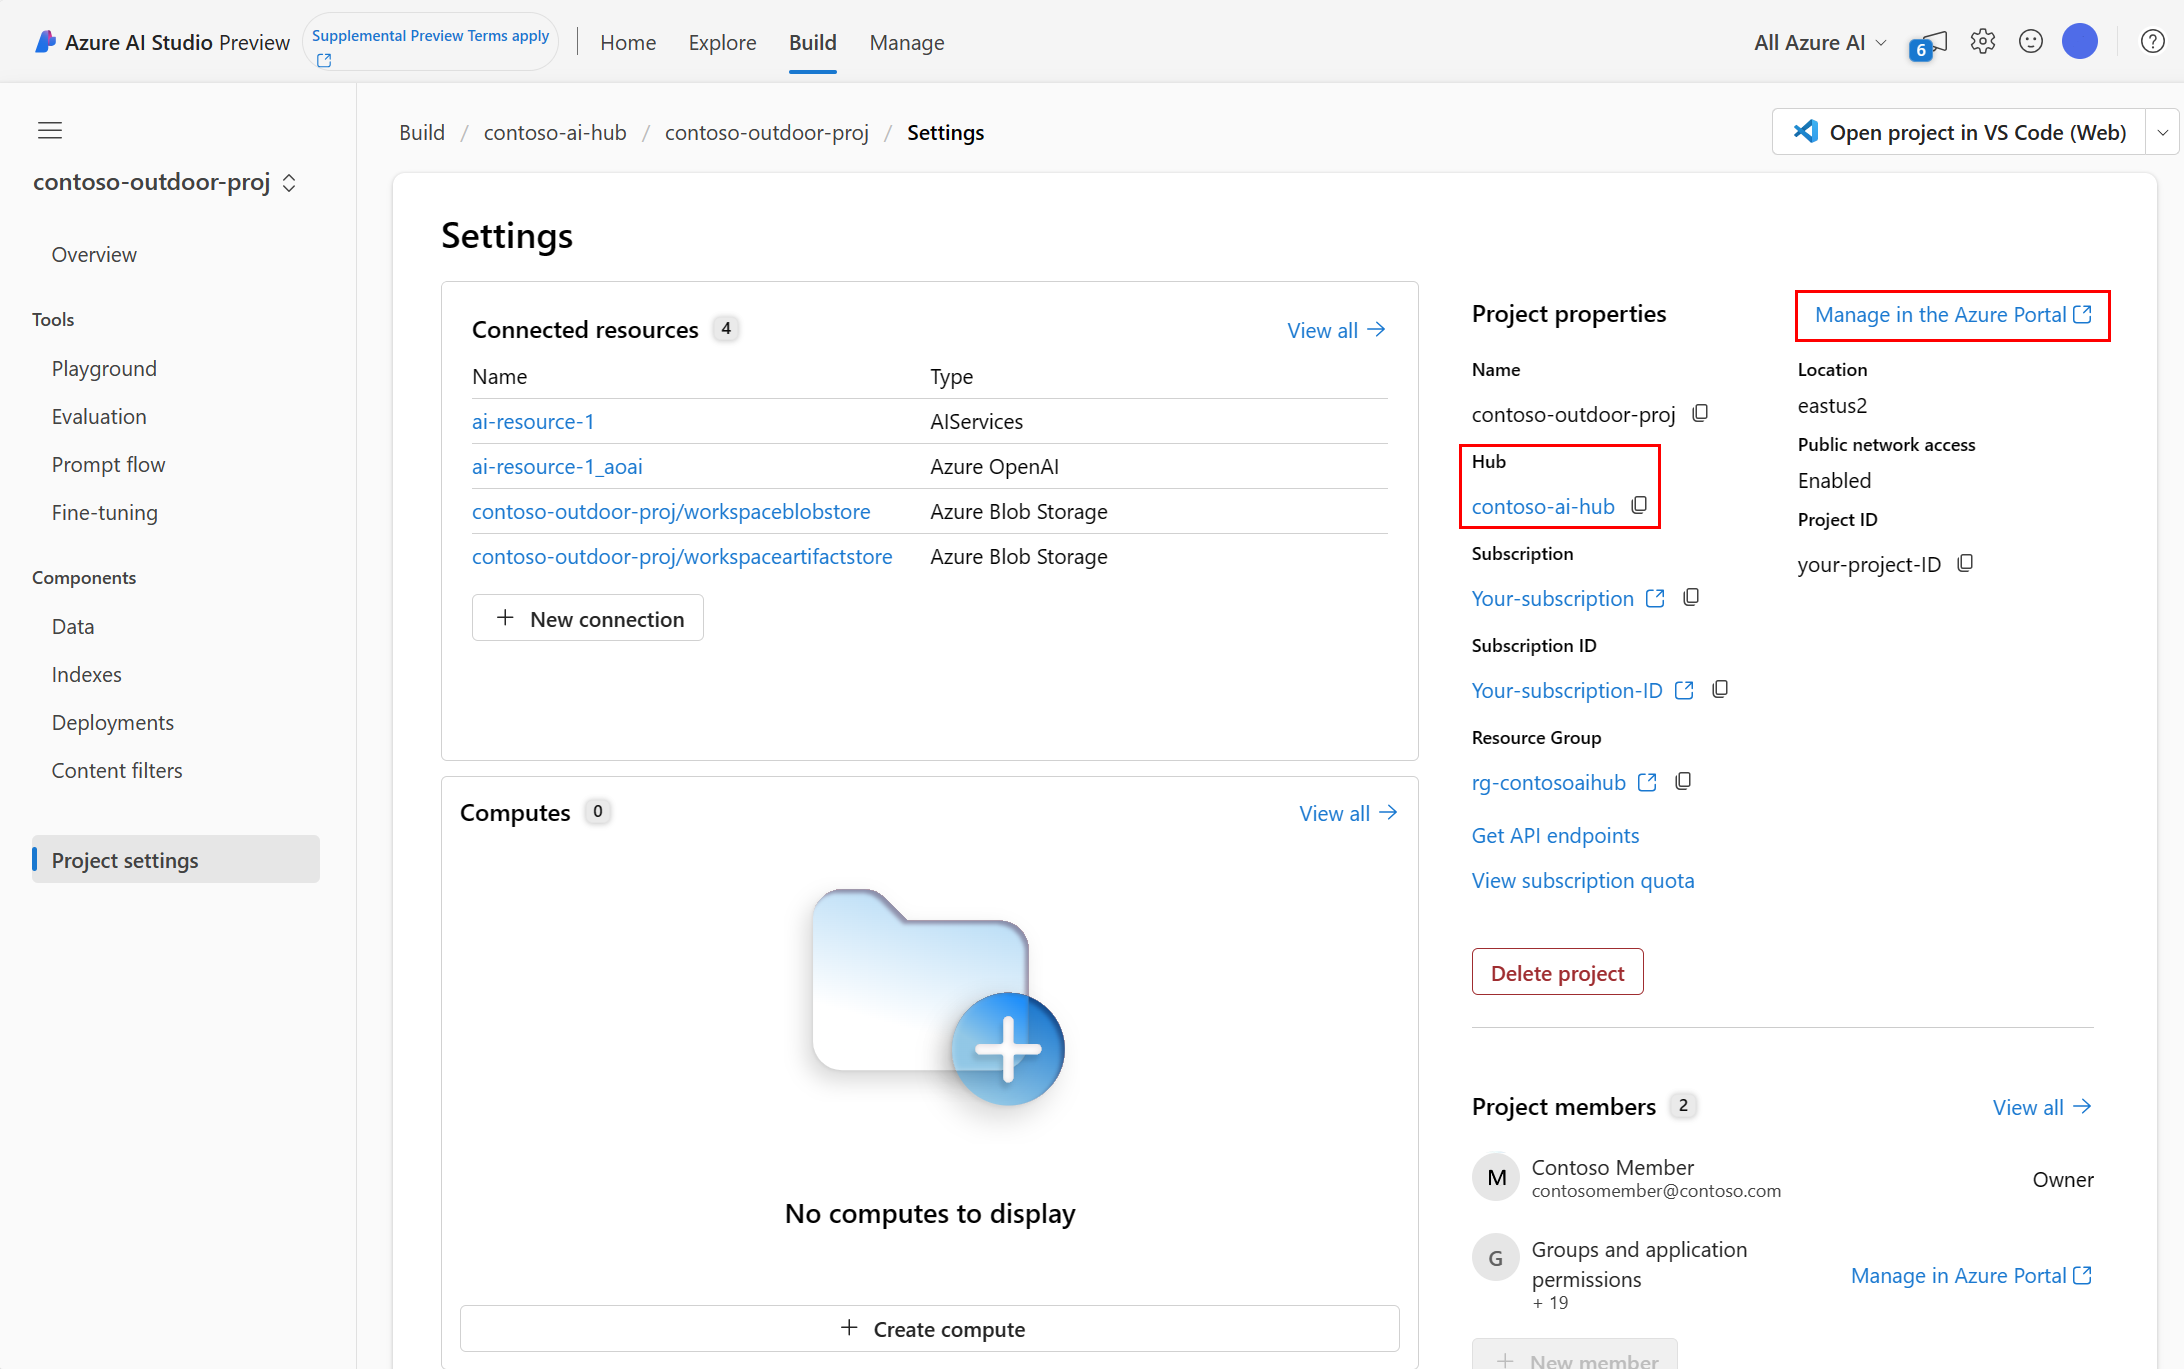 Azure AI Studio Preview
Supplemental Preview Terms apply
Home
Explore
Build
Manage
All Azure AI
6
contoso-outdoor-proj
Overview
Tools
Playground
Evaluation
Prompt flow
Fine-tuning
Components
Data
Indexes
Deployments
Content filters
Project settings
Build / contoso-ai-hub / contoso-outdoor-proj / Settings
Open project in VS Code (Web)
Settings
Connected resources 4
View all
Name Type
ai-resource-1 AIServices
ai-resource-1_aoai Azure OpenAI
contoso-outdoor-proj/workspaceblobstore Azure Blob Storage
contoso-outdoor-proj/workspaceartifactstore Azure Blob Storage
+ New connection
Computes 0
View all
No computes to display
+ Create compute
Project properties
Manage in the Azure Portal
Name
contoso-outdoor-proj
Hub
contoso-ai-hub
Subscription
Your-subscription
Subscription ID
Your-subscription-ID
Resource Group
rg-contosoaihub
Get API endpoints
View subscription quota
Location
eastus2
Public network access
Enabled
Project ID
your-project-ID
Delete project
Project members 2
View all
M
Contoso Member
contosomember@contoso.com
Owner
G
Groups and application
permissions
+ 19
Manage in Azure Portal
+ New member